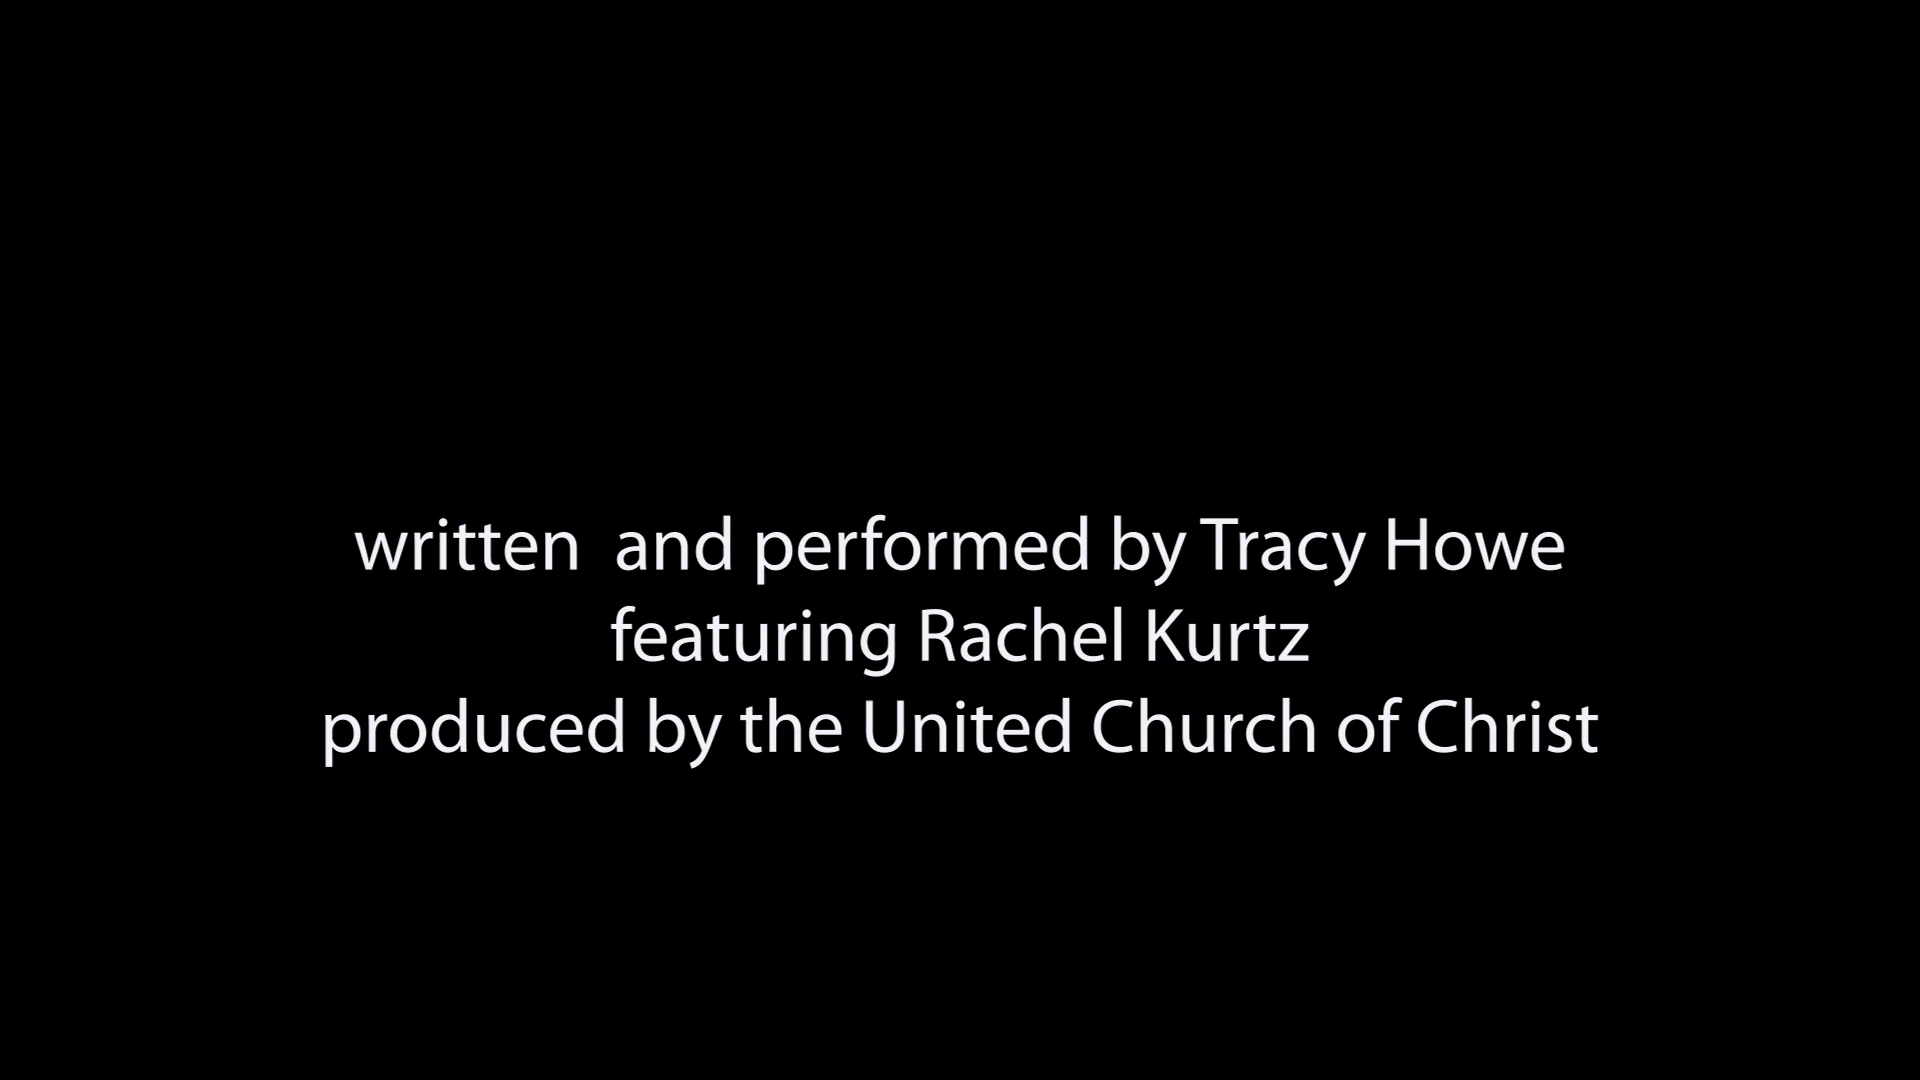 written  and performed by Tracy Howe
featuring Rachel Kurtz
produced by the United Church of Christ